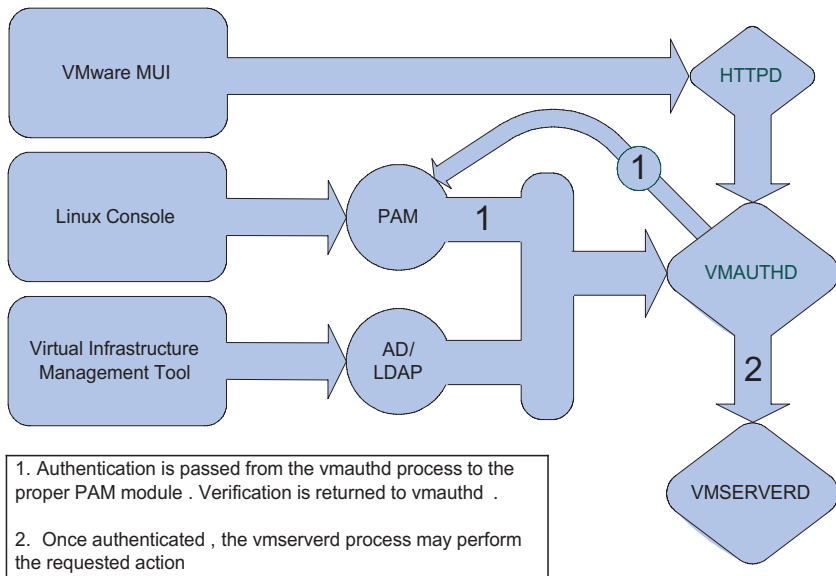 VMware MUI
HTTPD
1
Linux Console
PAM
1
VMAUTHD
Virtual Infrastructure
Management Tool
AD/
LDAP
2
VMSERVERD
1. Authentication is passed from the vmauthd process to the
proper PAM module . Verification is returned to vmauthd .
2. Once authenticated , the vmserverd process may perform
the requested action